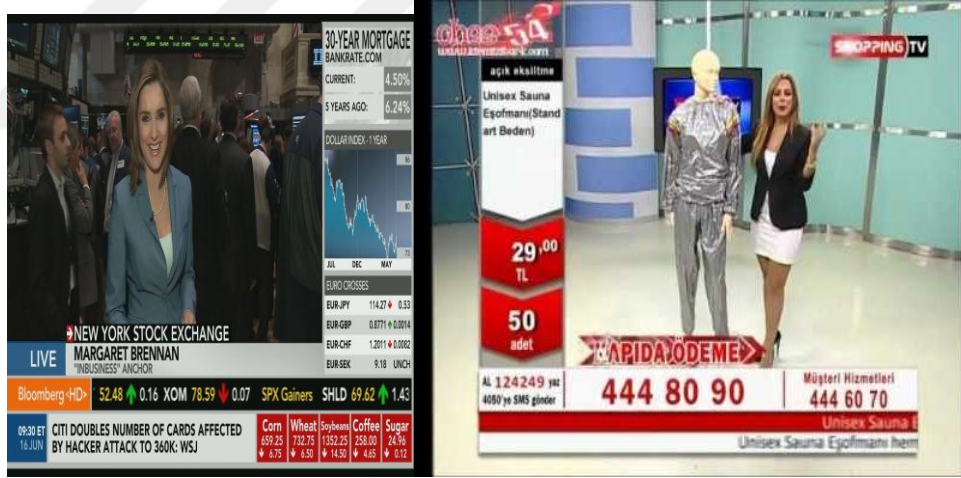 30-YEAR MORTGAGE
BANKRATE.COM
CURRENT: 4.50%
5 YEARS AGO: 6.24%
DOLLAR INDEX - 1 YEAR
86
80
73
JUL DEC MAY
EURO CROSSES
EUR-JPY 114.27 0.53
EUR-GBP 0.8771 0.0014
EUR-CHF 1.2011 0.0082
EUR-SEK 9.18 UNCH
NEW YORK STOCK EXCHANGE
LIVE
MARGARET BRENNAN
"INBUSINESS" ANCHOR
Bloomberg <HD> 52.48 0.16 XOM 78.59 0.07 SPX Gainers SHLD 69.62 1.43
09:30 ET
16 JUN
CITI DOUBLES NUMBER OF CARDS AFFECTED
BY HACKER ATTACK TO 360K: WSJ
Corn Wheat Soybeans Coffee Sugar
659.25 732.75 1352.25 258.00 24.96
6.75 6.50 14.50 4.65 0.12
54
SHOPPING TV
açık eksiltme
Unisex Sauna
Eşofmanı(Stand
art Beden)
29,00
TL
50
adet
KAPIDA ÖDEME
AL 124249 yaz
4050'ye SMS gönder
444 80 90
Müşteri Hizmetleri
444 60 70
Unisex Sauna E
Unisex Sauna Eşofmanı hem